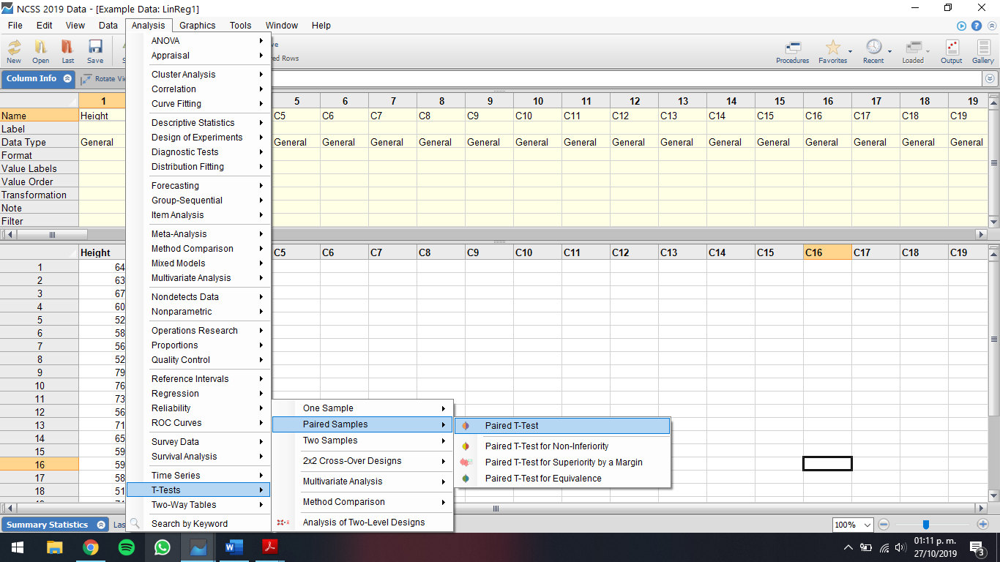 NCSS 2019 Data - [Example Data: LinReg1]
File Edit View Data Analysis Graphics Tools Window Help
New Open Last Save Procedures Favorites Recent Loaded Output Gallery
Column Info Rotate
1 5 6 7 8 9 10 11 12 13 14 15 16 17 18 19
Name Height C5 C6 C7 C8 C9 C10 C11 C12 C13 C14 C15 C16 C17 C18 C19
Label
Data Type General General General General General General General General General General General General General General General General
Format
Value Labels
Value Order
Transformation
Note
Filter
Height C5 C6 C7 C8 C9 C10 C11 C12 C13 C14 C15 C16 C17 C18 C19
1 64
2 63
3 67
4 60
5 52
6 58
7 56
8 52
9 79
10 76
11 73
12 56
13 71
14 65
15 59
16 59
17 58
18 51
ANOVA
Appraisal
Cluster Analysis
Correlation
Curve Fitting
Descriptive Statistics
Design of Experiments
Diagnostic Tests
Distribution Fitting
Forecasting
Group-Sequential
Item Analysis
Meta-Analysis
Method Comparison
Mixed Models
Multivariate Analysis
Nondetects Data
Nonparametric
Operations Research
Proportions
Quality Control
Reference Intervals
Regression
Reliability
ROC Curves
Survey Data
Survival Analysis
Time Series
T-Tests
Two-Way Tables
Search by Keyword
One Sample
Paired Samples
Two Samples
2x2 Cross-Over Designs
Multivariate Analysis
Method Comparison
Analysis of Two-Level Designs
Paired T-Test
Paired T-Test for Non-Inferiority
Paired T-Test for Superiority by a Margin
Paired T-Test for Equivalence
Summary Statistics
100%
01:11 p. m.
27/10/2019
3